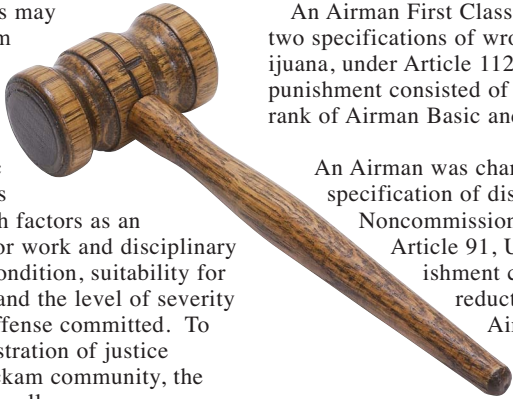 s may
m
s
h factors as an
or work and disciplinary
ondition, suitability for
and the level of severity
ffense committed. To
stration of justice
ckam community, the
An Airman First Class
two specifications of wro
ijuana, under Article 112
punishment consisted of
rank of Airman Basic and
An Airman was char
specification of dis
Noncommission
Article 91, U
ishment c
reduct
Ai